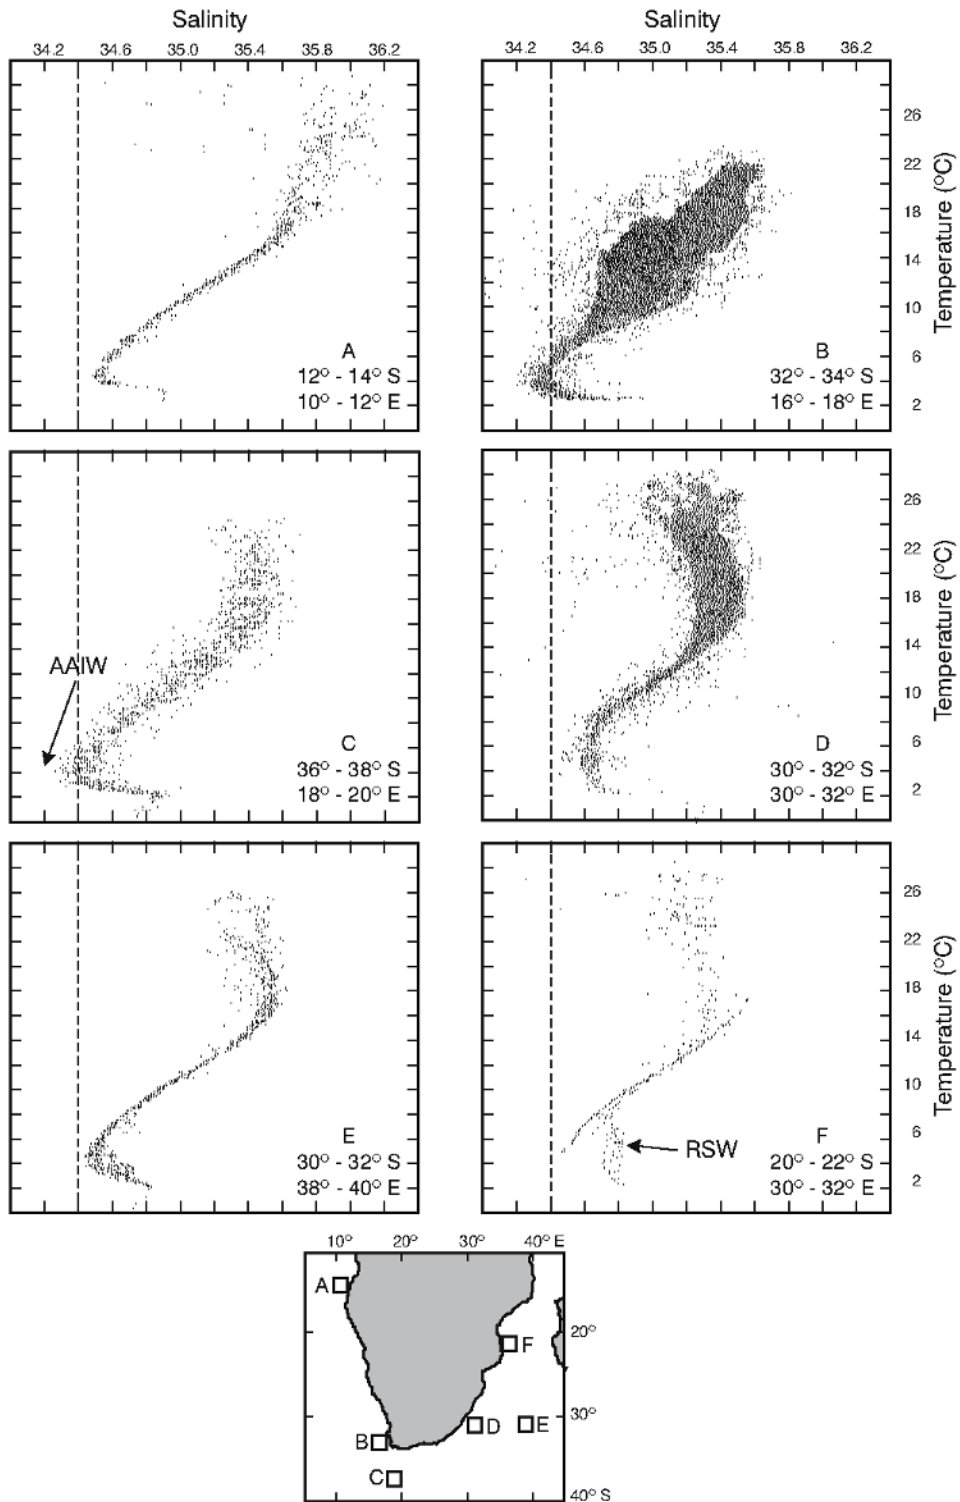 Salinity
34.2 34.6 35.0 35.4 35.8 36.2
Salinity
34.2 34.6 35.0 35.4 35.8 36.2
A
12° - 14° S
10° - 12° E
26
22
18
14
10
6
2
Temperature (°C)
B
32° - 34° S
16° - 18° E
AAIW
C
36° - 38° S
18° - 20° E
26
22
18
14
10
6
2
Temperature (°C)
D
30° - 32° S
30° - 32° E
E
30° - 32° S
38° - 40° E
26
22
18
14
10
6
2
Temperature (°C)
RSW
F
20° - 22° S
30° - 32° E
10° 20° 30° 40° E
A
20°
F
30°
B
D
E
C
40° S